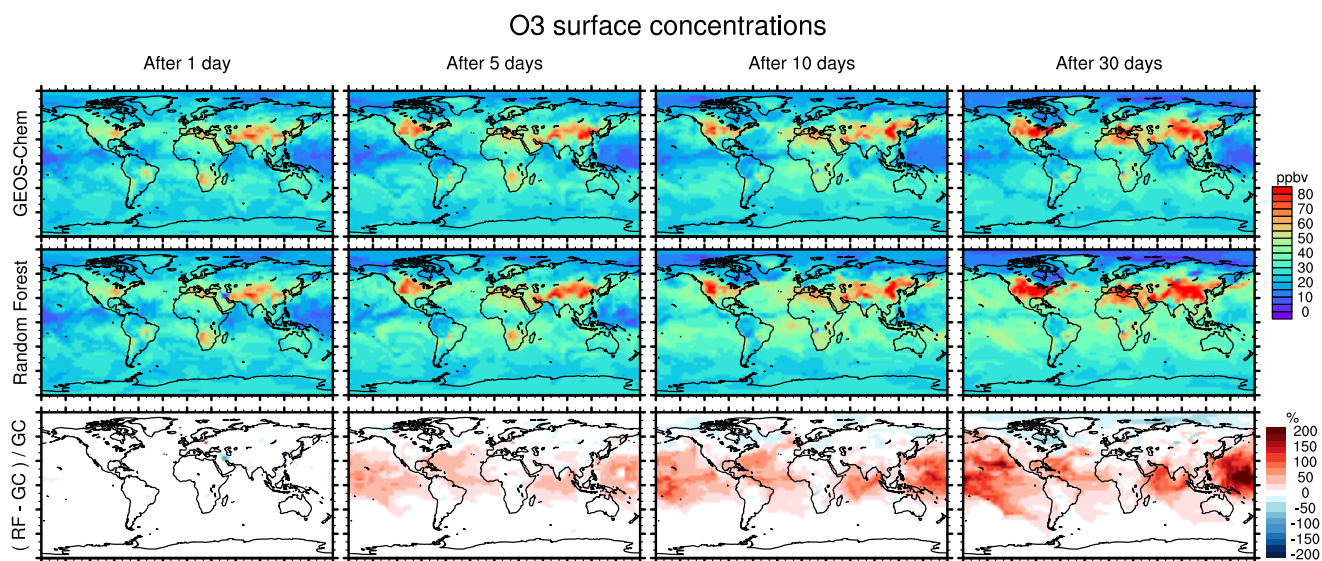 O3 surface concentrations
After 1 day
After 5 days
After 10 days
After 30 days
GEOS-Chem
ppbv
80
70
60
50
40
30
20
10
0
Random Forest
( RF - GC ) / GC
%
200
150
100
50
0
-50
-100
-150
-200